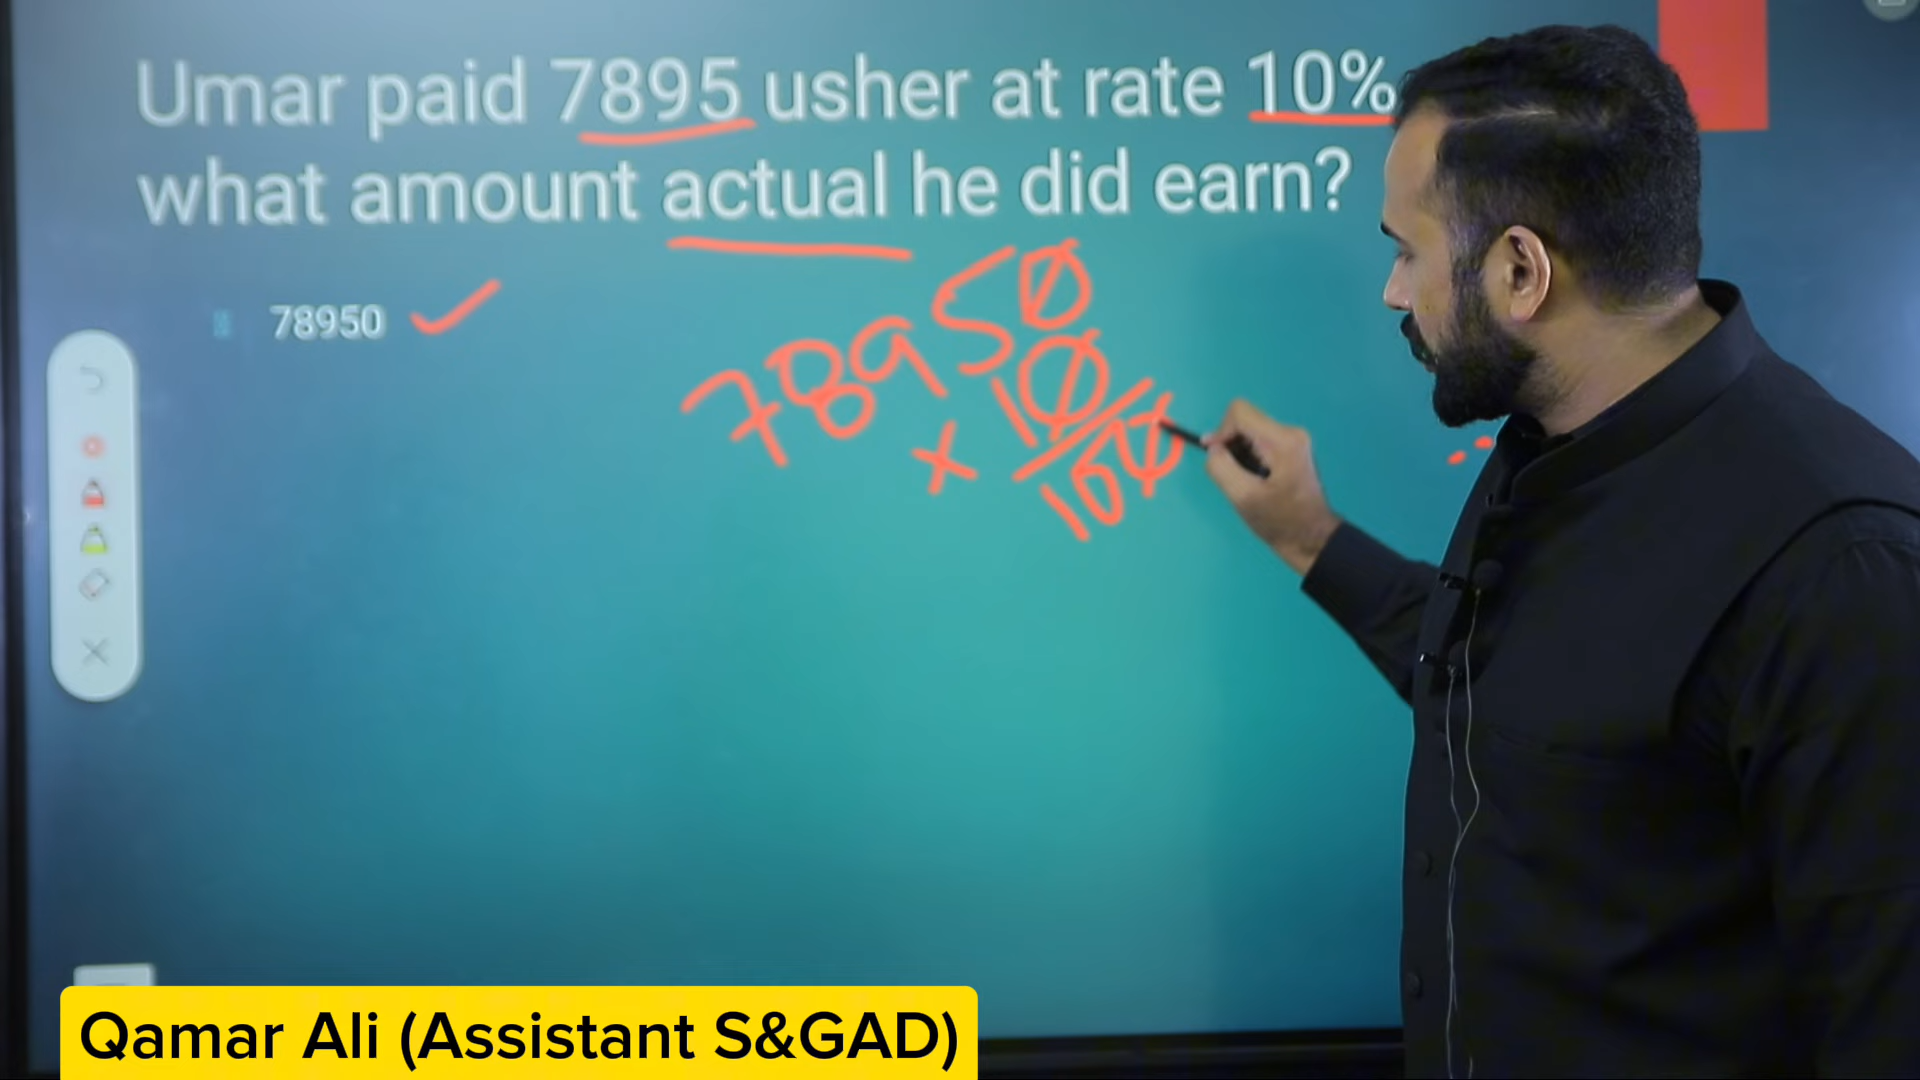 Umar paid 7895 usher at rate 10%
what amount actual he did earn?
78950
78950
× 10/100
Qamar Ali (Assistant S&GAD)